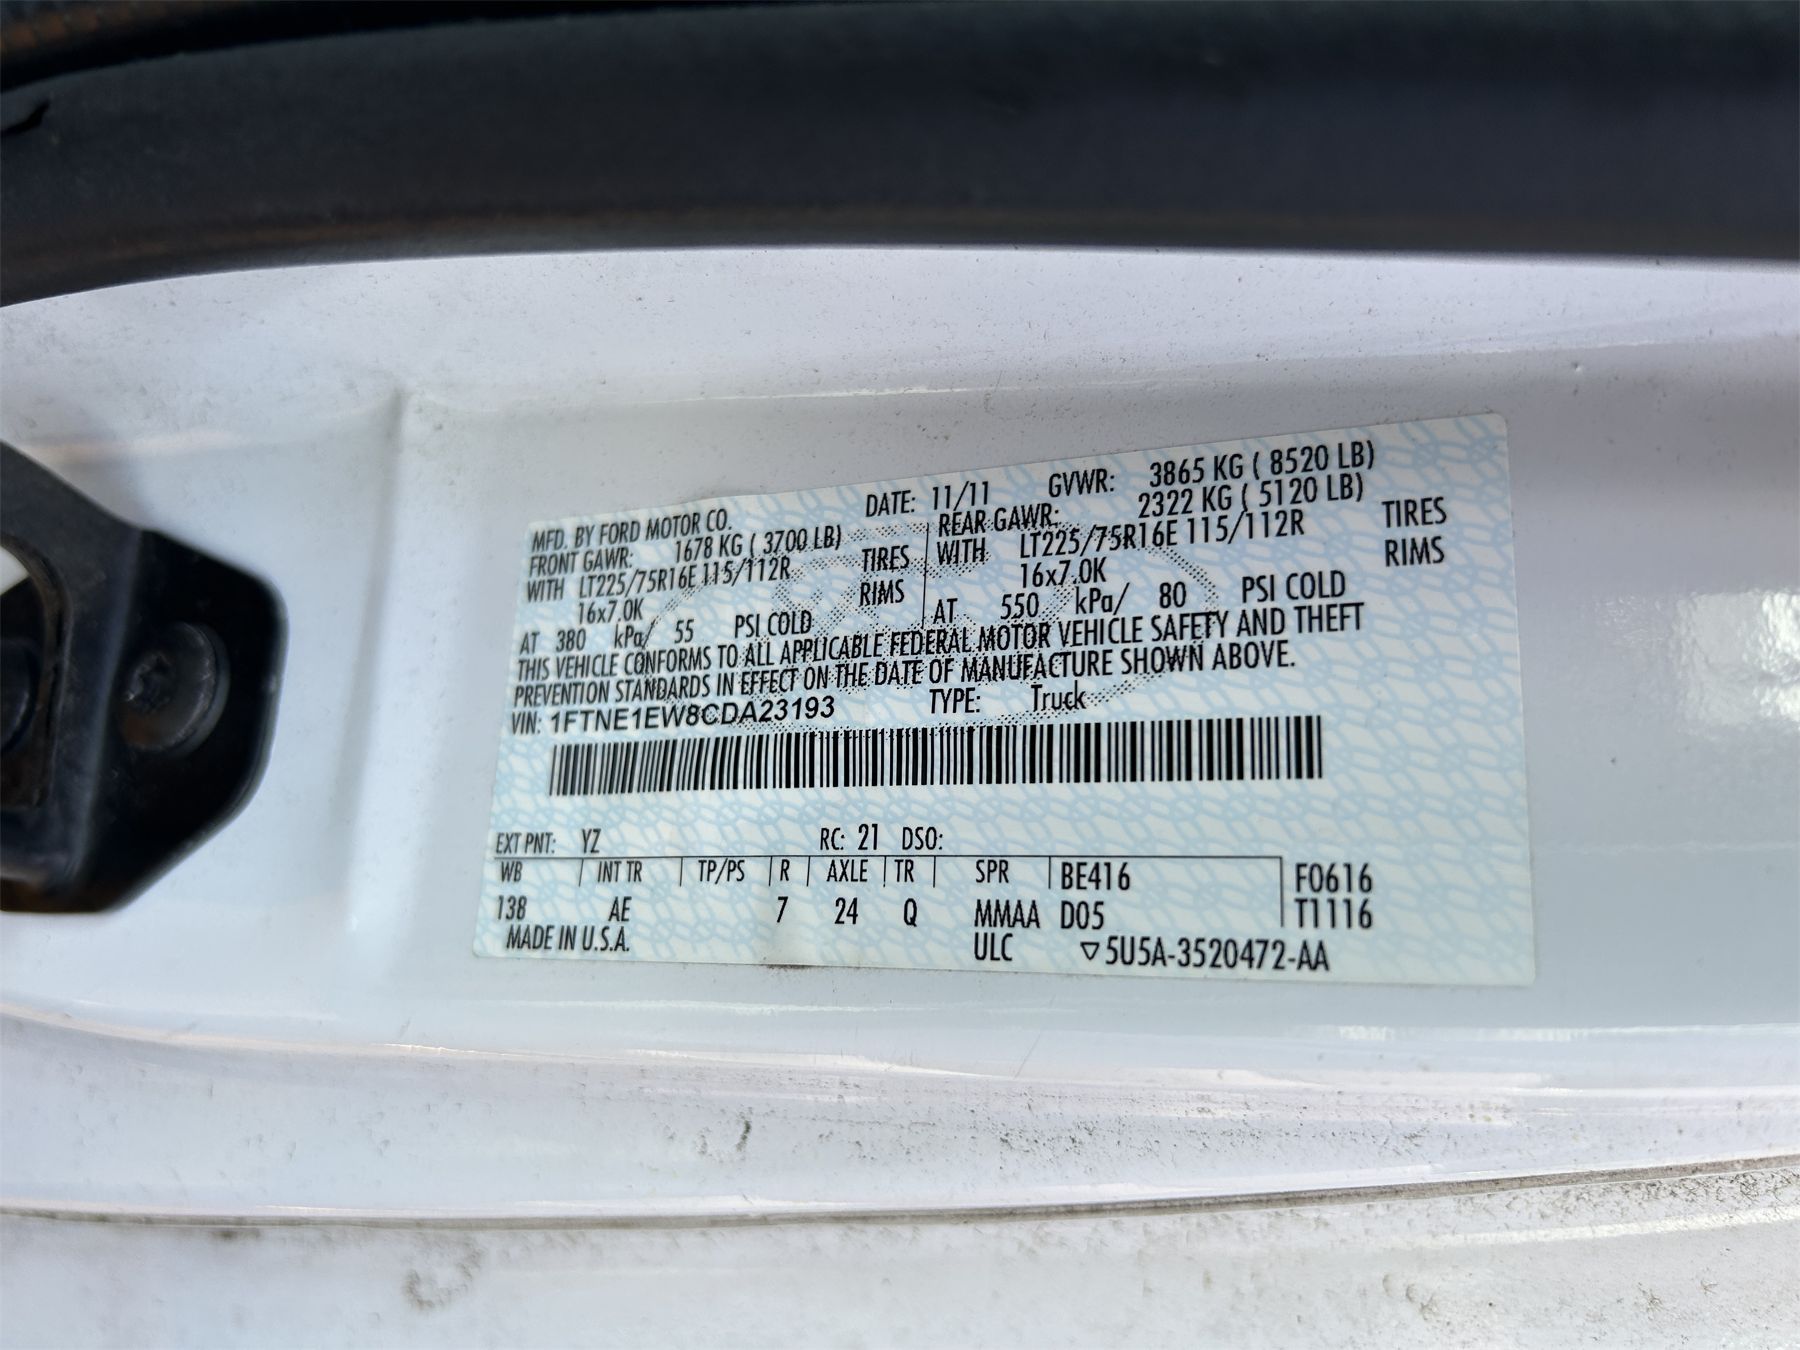 MFD. BY FORD MOTOR CO. DATE: 11/11 GVWR: 3865 KG ( 8520 LB)
FRONT GAWR: 1678 KG ( 3700 LB) REAR GAWR: 2322 KG ( 5120 LB)
WITH LT225/75R16E 115/112R TIRES WITH LT225/75R16E 115/112R TIRES
16x7.0K RIMS 16x7.0K RIMS
AT 380 kPa/ 55 PSI COLD AT 550 kPa/ 80 PSI COLD
THIS VEHICLE CONFORMS TO ALL APPLICABLE FEDERAL MOTOR VEHICLE SAFETY AND THEFT
PREVENTION STANDARDS IN EFFECT ON THE DATE OF MANUFACTURE SHOWN ABOVE.
VIN: 1FTNE1EW8CDA23193 TYPE: Truck
EXT PNT: YZ RC: 21 DSO:
WB INT TR TP/PS R AXLE TR SPR BE416 F0616
138 AE 7 24 Q MMAA D05 T1116
MADE IN U.S.A. ULC ▽5U5A-3520472-AA